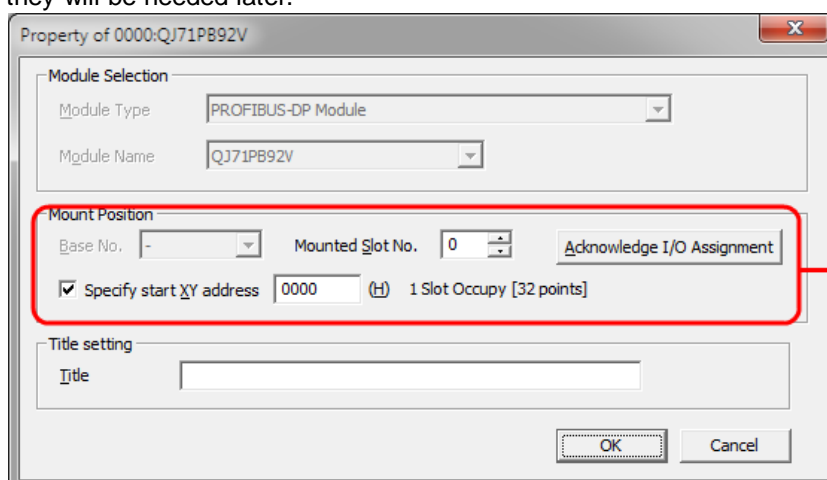 they will be needed later.
Property of 0000:QJ71PB92V
Module Selection
Module Type PROFIBUS-DP Module
Module Name QJ71PB92V
Mount Position
Base No. - Mounted Slot No. 0 Acknowledge I/O Assignment
Specify start XY address 0000 (H) 1 Slot Occupy [32 points]
Title setting
Title
OK Cancel